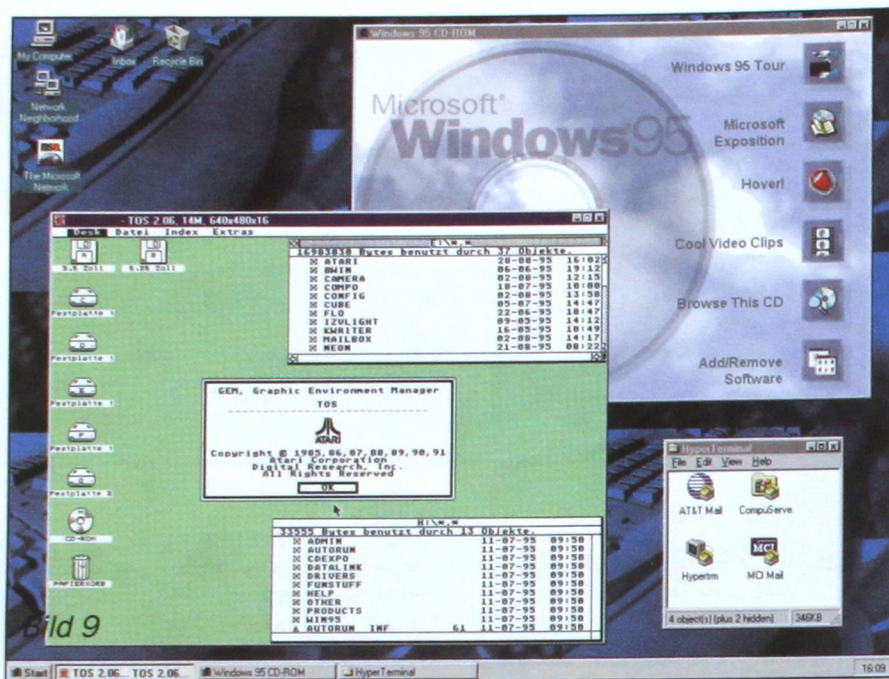 My Computer
Inbox
Recycle Bin
Network
Neighborhood
The Microsoft
Network
Windows 95 CD-ROM
Microsoft®
Windows 95
Windows 95 Tour
Microsoft
Exposition
Hover!
Cool Video Clips
Browse This CD
Add/Remove
Software
- TOS 2.06, 14M, 640x480x16
Desk Datei Index Extras
3.5 Zoll
5.25 Zoll
Festplatte
Festplatte
Festplatte
Festplatte
Festplatte
CD-ROM
PAPIERKORB
Bytes benutzt durch 37 Objekte.
ATARI 28-08-95 16:02
BWIN 06-06-95 19:12
CAMERA 02-08-95 12:15
COMPO 18-07-95 10:00
CONFIG 02-08-95 13:58
CUBE 05-07-95 14:47
FLO 22-06-95 18:47
IZVLIGHT 09-05-95 14:12
KWRITER 16-05-95 10:49
MAILBOX 02-08-95 14:17
NEON 21-08-95 08:22
GEM, Graphic Environment Manager
TOS
ATARI
Copyright © 1985,86,87,88,89,90,91
Atari Corporation
Digital Research, Inc.
All Rights Reserved
OK
H:\*.*
33555 Bytes benutzt durch 13 Objekte.
ADMIN 11-07-95 09:50
AUTORUN 11-07-95 09:50
CDEXPO 11-07-95 09:50
DATALINK 11-07-95 09:50
DRIVERS 11-07-95 09:50
FUNSTUFF 11-07-95 09:50
HELP 11-07-95 09:50
OTHER 11-07-95 09:50
PRODUCTS 11-07-95 09:50
WIN95 11-07-95 09:50
AUTORUN INF 61 11-07-95 09:50
HyperTerminal
File Edit View Help
AT&T Mail
CompuServe
Hypertrm
MCI
MCI Mail
4 object(s) (plus 2 hidden) 346KB
Bild 9
Start
TOS 2.06... TOS 2.06...
Windows 95 CD-ROM
HyperTerminal
16:09